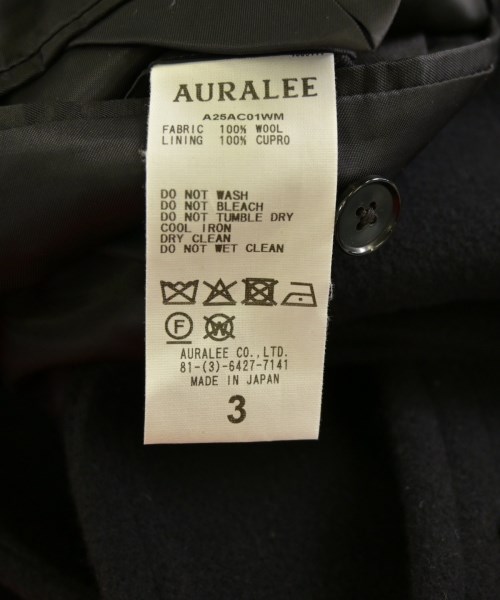 AURALEE
A25AC01WM
FABRIC 100% WOOL
LINING 100% CUPRO
DO NOT WASH
DO NOT BLEACH
DO NOT TUMBLE DRY
COOL IRON
DRY CLEAN
DO NOT WET CLEAN
F W
AURALEE CO.,LTD.
81-(3)-6427-7141
MADE IN JAPAN
3